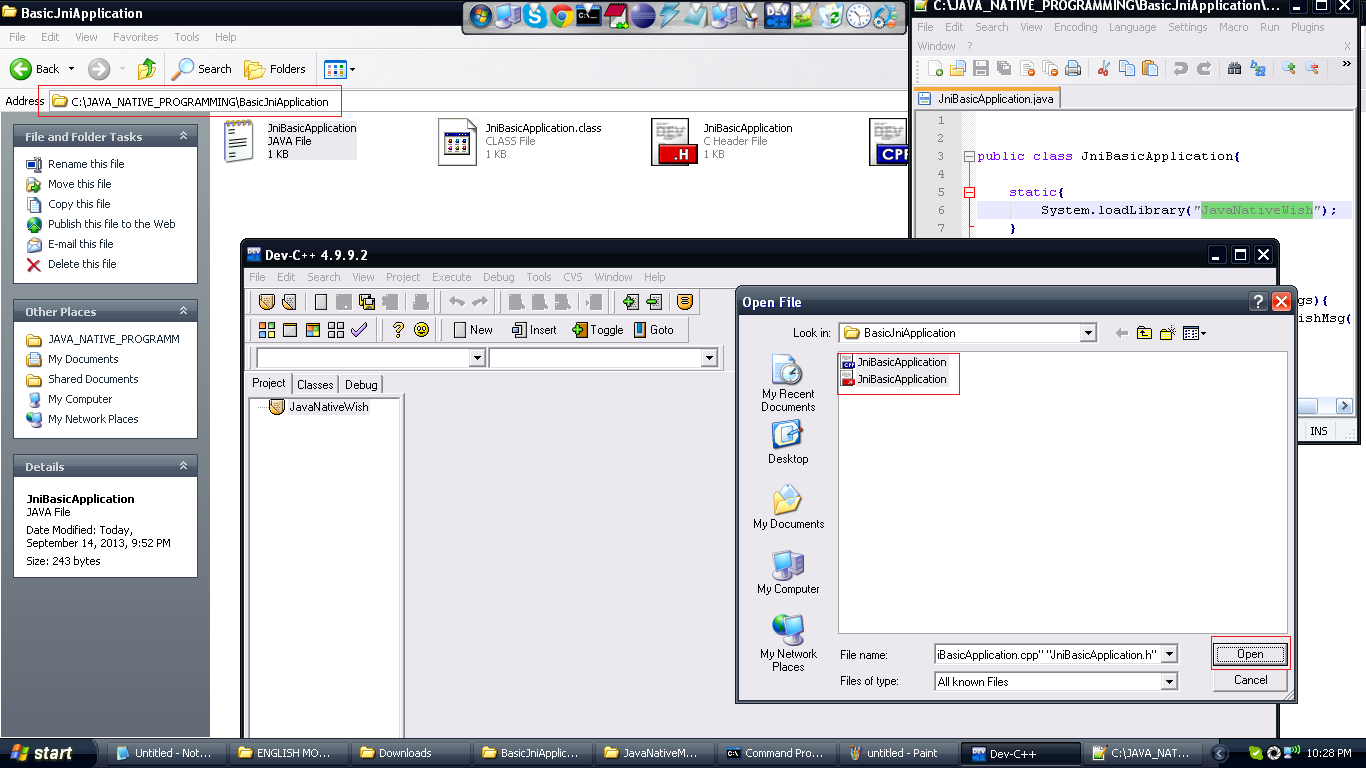 BasicJniApplication
File Edit View Favorites Tools Help
Back Search Folders
Address C:\JAVA_NATIVE_PROGRAMMING\BasicJniApplication
File and Folder Tasks
Rename this file
Move this file
Copy this file
Publish this file to the Web
E-mail this file
Delete this file
Other Places
JAVA_NATIVE_PROGRAMM
My Documents
Shared Documents
My Computer
My Network Places
Details
JniBasicApplication
JAVA File
Date Modified: Today,
September 14, 2013, 9:52 PM
Size: 243 bytes
JniBasicApplication
JAVA File
1 KB
JniBasicApplication.class
CLASS File
1 KB
DEV
.H
JniBasicApplication
C Header File
1 KB
DEV
CPP
C:\JAVA_NATIVE_PROGRAMMING\BasicJniApplication\...
File Edit Search View Encoding Language Settings Macro Run Plugins
Window ? X
JniBasicApplication.java
1
2
3 public class JniBasicApplication{
4
5 static{
6 System.loadLibrary("JavaNativeWish");
7 }
gs){
ishMsg(
INS
Dev-C++ 4.9.9.2
File Edit Search View Project Execute Debug Tools CVS Window Help
New Insert Toggle Goto
Project Classes Debug
JavaNativeWish
Open File
Look in: BasicJniApplication
JniBasicApplication
JniBasicApplication
My Recent
Documents
Desktop
My Documents
My Computer
My Network
Places
File name: iBasicApplication.cpp" "JniBasicApplication.h" Open
Files of type: All known Files Cancel
start Untitled - Not... ENGLISH MO... Downloads BasicJniApplic... JavaNativeM... Command Pro... untitled - Paint Dev-C++ C:\JAVA_NAT... 10:28 PM